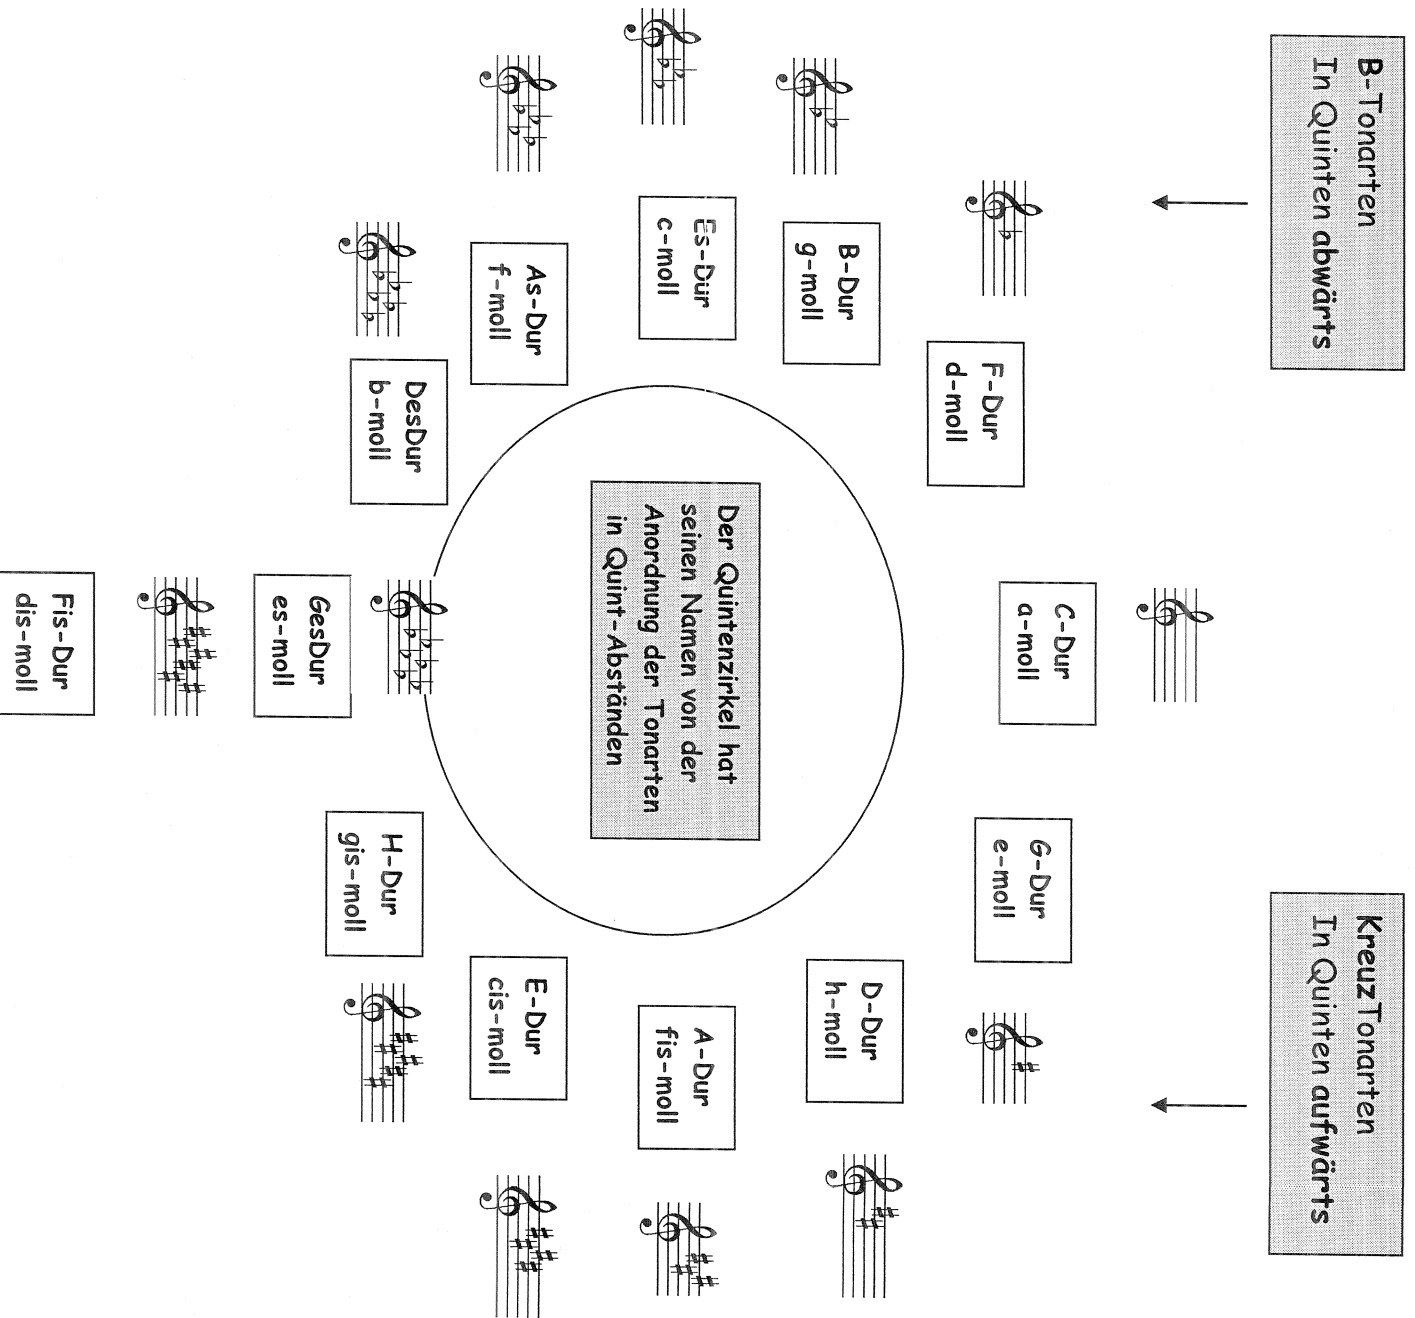 B-Tonarten
In Quinten abwärts
KreuzTonarten
In Quinten aufwärts
C-Dur
a-moll
F-Dur
d-moll
G-Dur
e-moll
B-Dur
g-moll
D-Dur
h-moll
Es-Dur
c-moll
Der Quintenzirkel hat
seinen Namen von der
Anordnung der Tonarten
in Quint-Abständen
A-Dur
fis-moll
As-Dur
f-moll
E-Dur
cis-moll
DesDur
b-moll
H-Dur
gis-moll
GesDur
es-moll
Fis-Dur
dis-moll